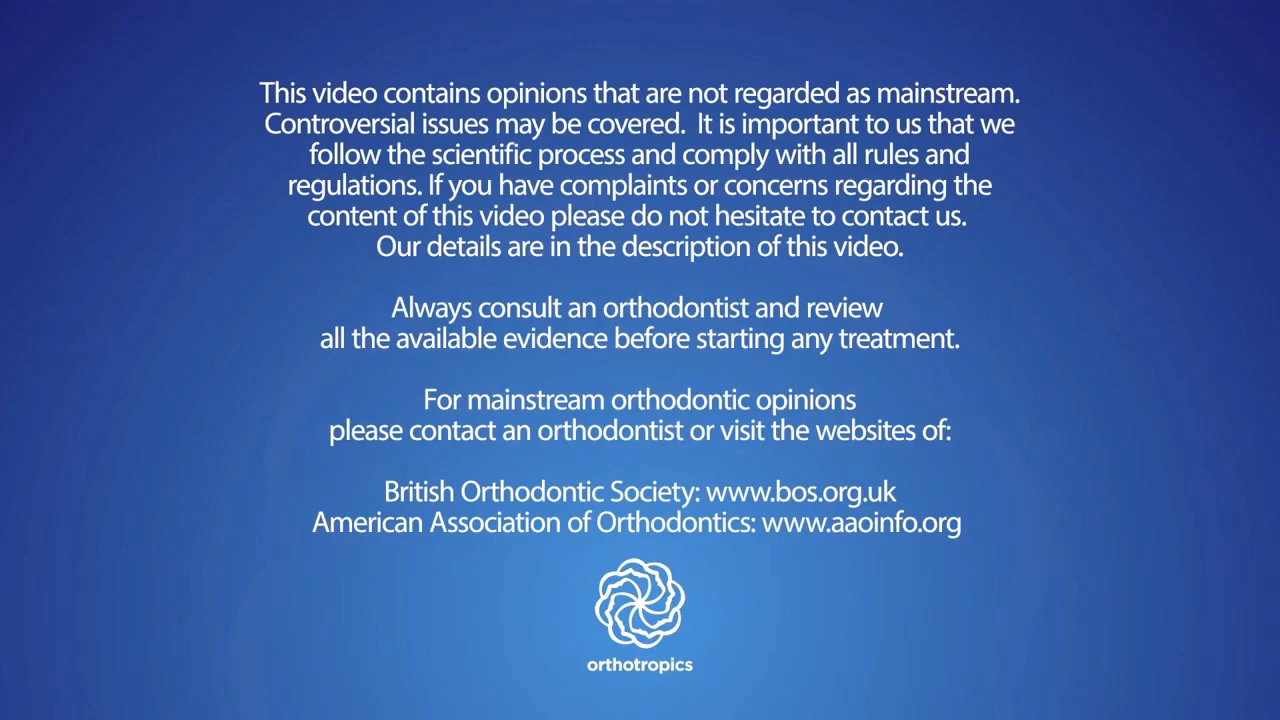 This video contains opinions that are not regarded as mainstream.
Controversial issues may be covered.  It is important to us that we
follow the scientific process and comply with all rules and
regulations. If you have complaints or concerns regarding the
content of this video please do not hesitate to contact us.
Our details are in the description of this video.
Always consult an orthodontist and review
all the available evidence before starting any treatment.
For mainstream orthodontic opinions
please contact an orthodontist or visit the websites of:
British Orthodontic Society: www.bos.org.uk
American Association of Orthodontics: www.aaoinfo.org
orthotropics